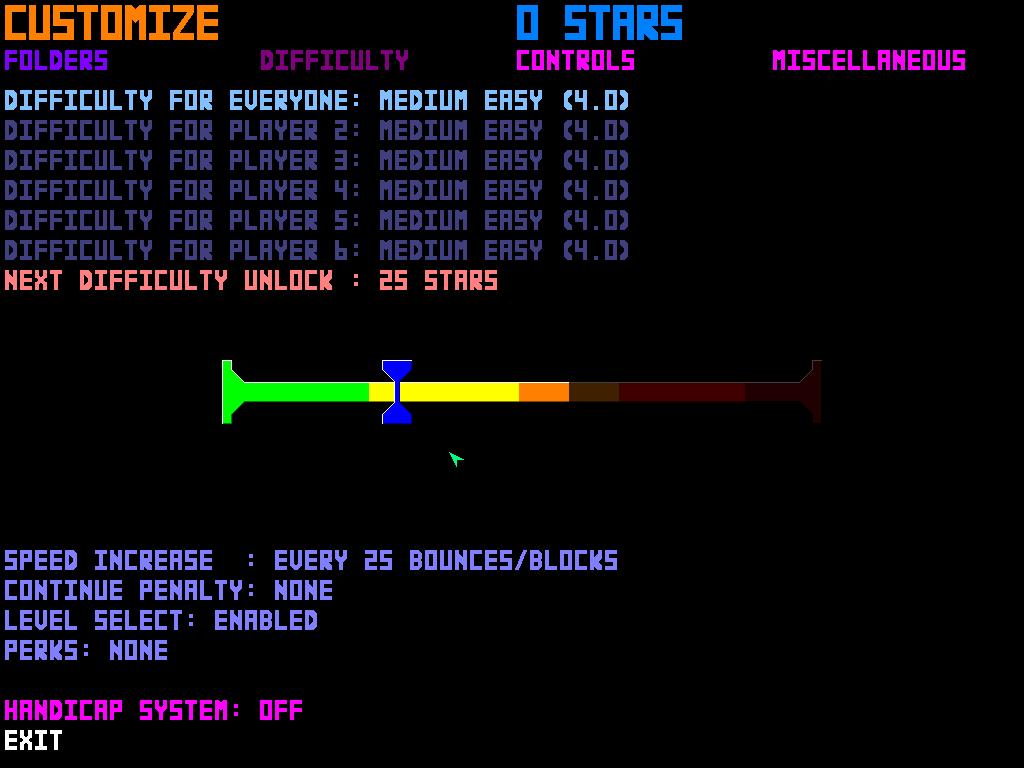 CUSTOMIZE 0 STARS
FOLDERS DIFFICULTY CONTROLS MISCELLANEOUS
DIFFICULTY FOR EVERYONE: MEDIUM EASY (4.0)
DIFFICULTY FOR PLAYER 2: MEDIUM EASY (4.0)
DIFFICULTY FOR PLAYER 3: MEDIUM EASY (4.0)
DIFFICULTY FOR PLAYER 4: MEDIUM EASY (4.0)
DIFFICULTY FOR PLAYER 5: MEDIUM EASY (4.0)
DIFFICULTY FOR PLAYER 6: MEDIUM EASY (4.0)
NEXT DIFFICULTY UNLOCK : 25 STARS
SPEED INCREASE  : EVERY 25 BOUNCES/BLOCKS
CONTINUE PENALTY: NONE
LEVEL SELECT: ENABLED
PERKS: NONE
HANDICAP SYSTEM: OFF
EXIT